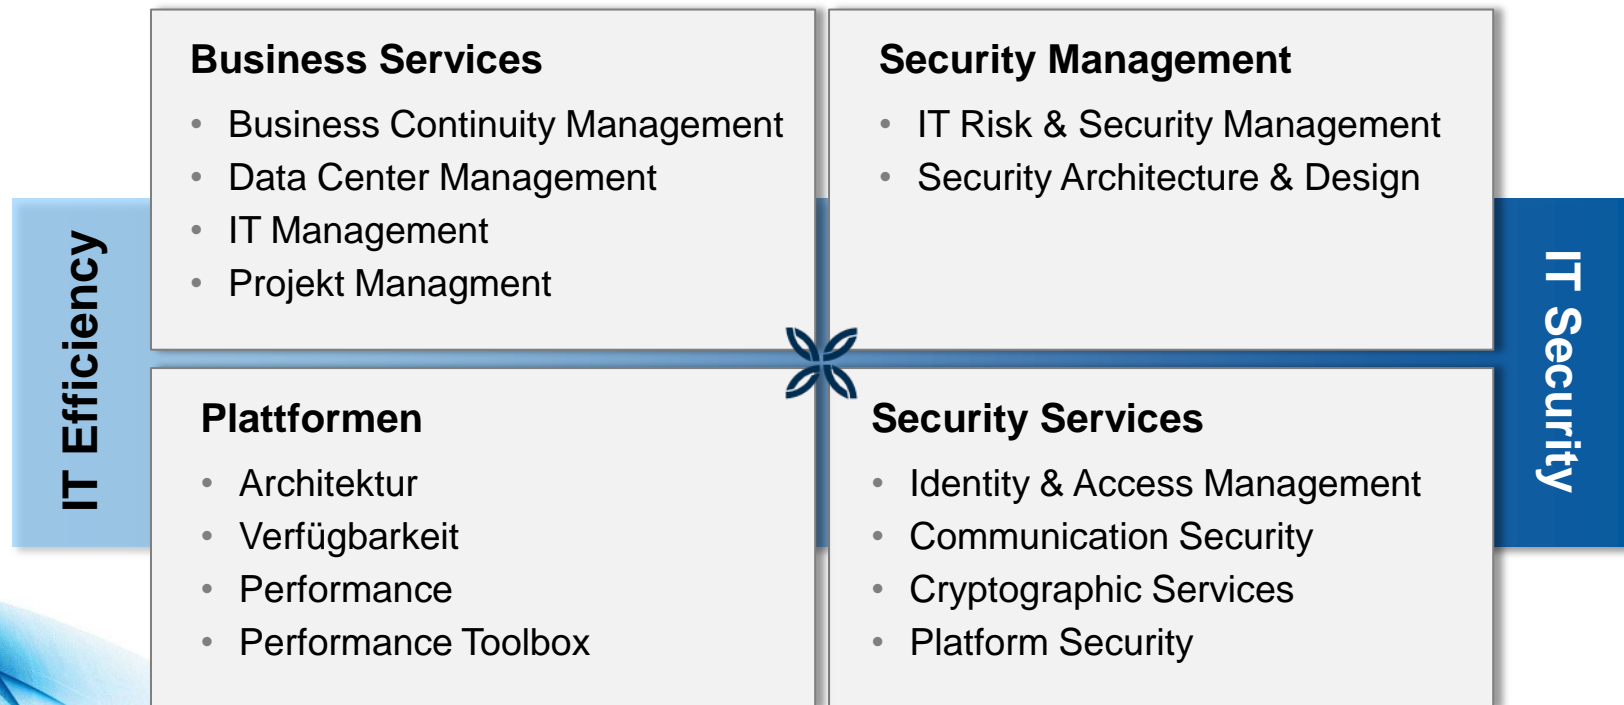 IT Efficiency
Business Services
• Business Continuity Management
• Data Center Management
• IT Management
• Projekt Managment
Security Management
• IT Risk & Security Management
• Security Architecture & Design
Plattformen
• Architektur
• Verfügbarkeit
• Performance
• Performance Toolbox
Security Services
• Identity & Access Management
• Communication Security
• Cryptographic Services
• Platform Security
IT Security